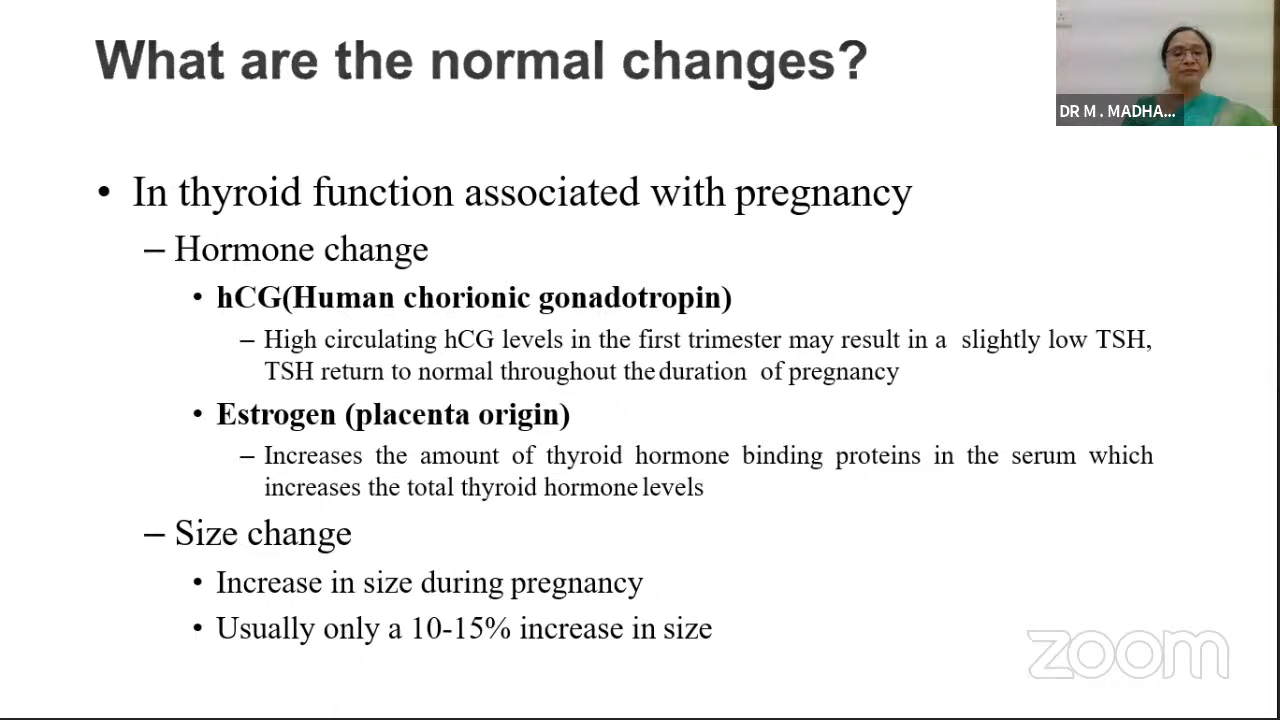 What are the normal changes?
DR M . MADHA...
• In thyroid function associated with pregnancy
– Hormone change
• hCG(Human chorionic gonadotropin)
– High circulating hCG levels in the first trimester may result in a slightly low TSH,
TSH return to normal throughout the duration of pregnancy
• Estrogen (placenta origin)
– Increases the amount of thyroid hormone binding proteins in the serum which
increases the total thyroid hormone levels
– Size change
• Increase in size during pregnancy
• Usually only a 10-15% increase in size
zoom